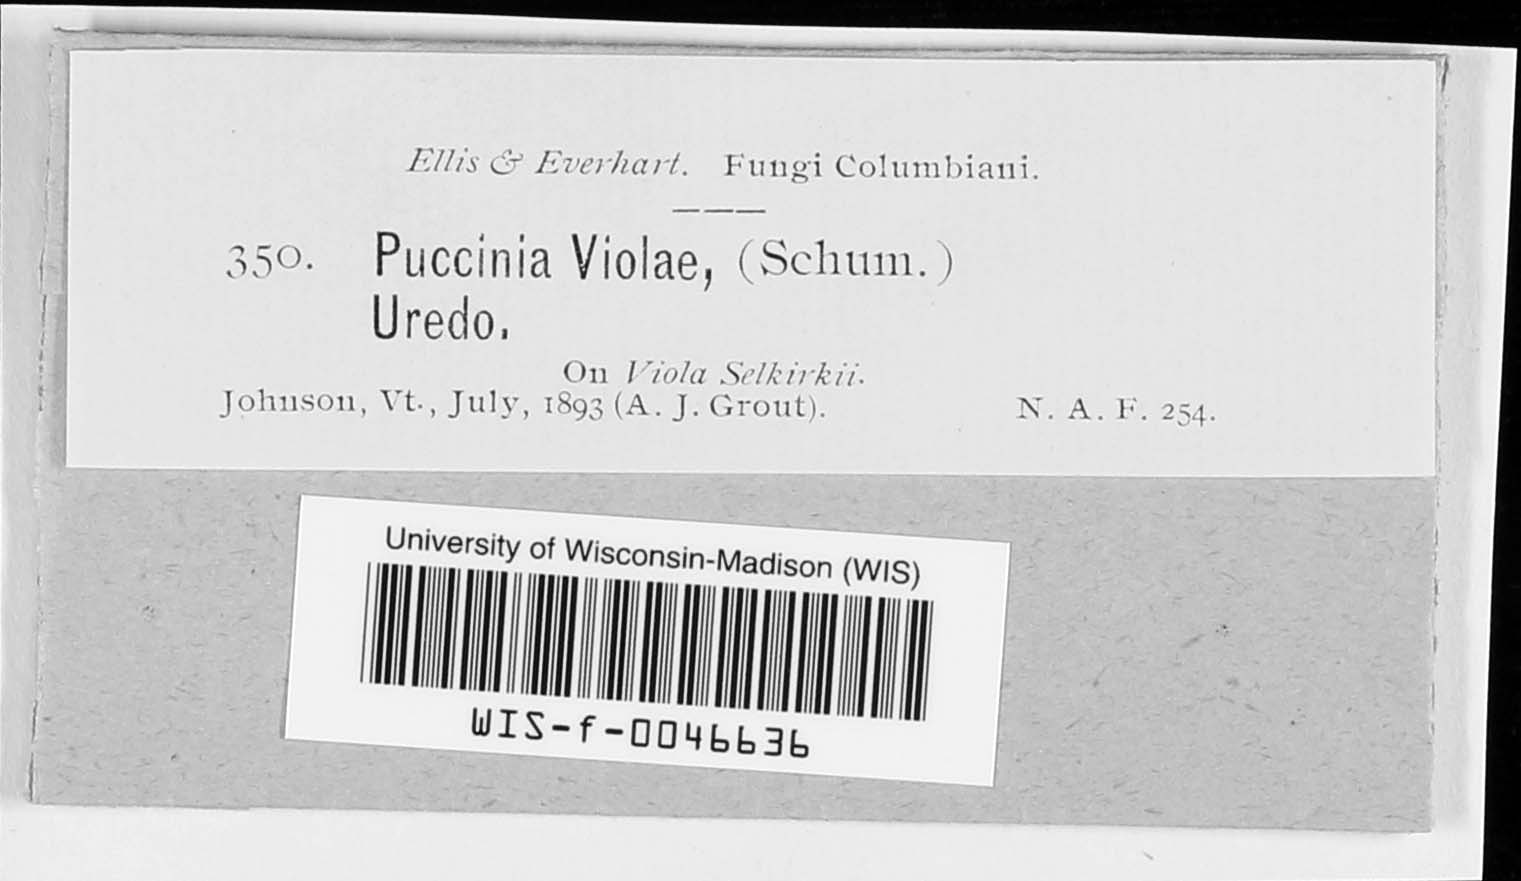 Ellis & Everhart. Fungi Columbiani.
350. Puccinia Violae, (Schum.)
Uredo.
On Viola Selkirkii.
Johnson, Vt., July, 1893 (A. J. Grout). N. A. F. 254.
University of Wisconsin-Madison (WIS)
WIS-f-0046636